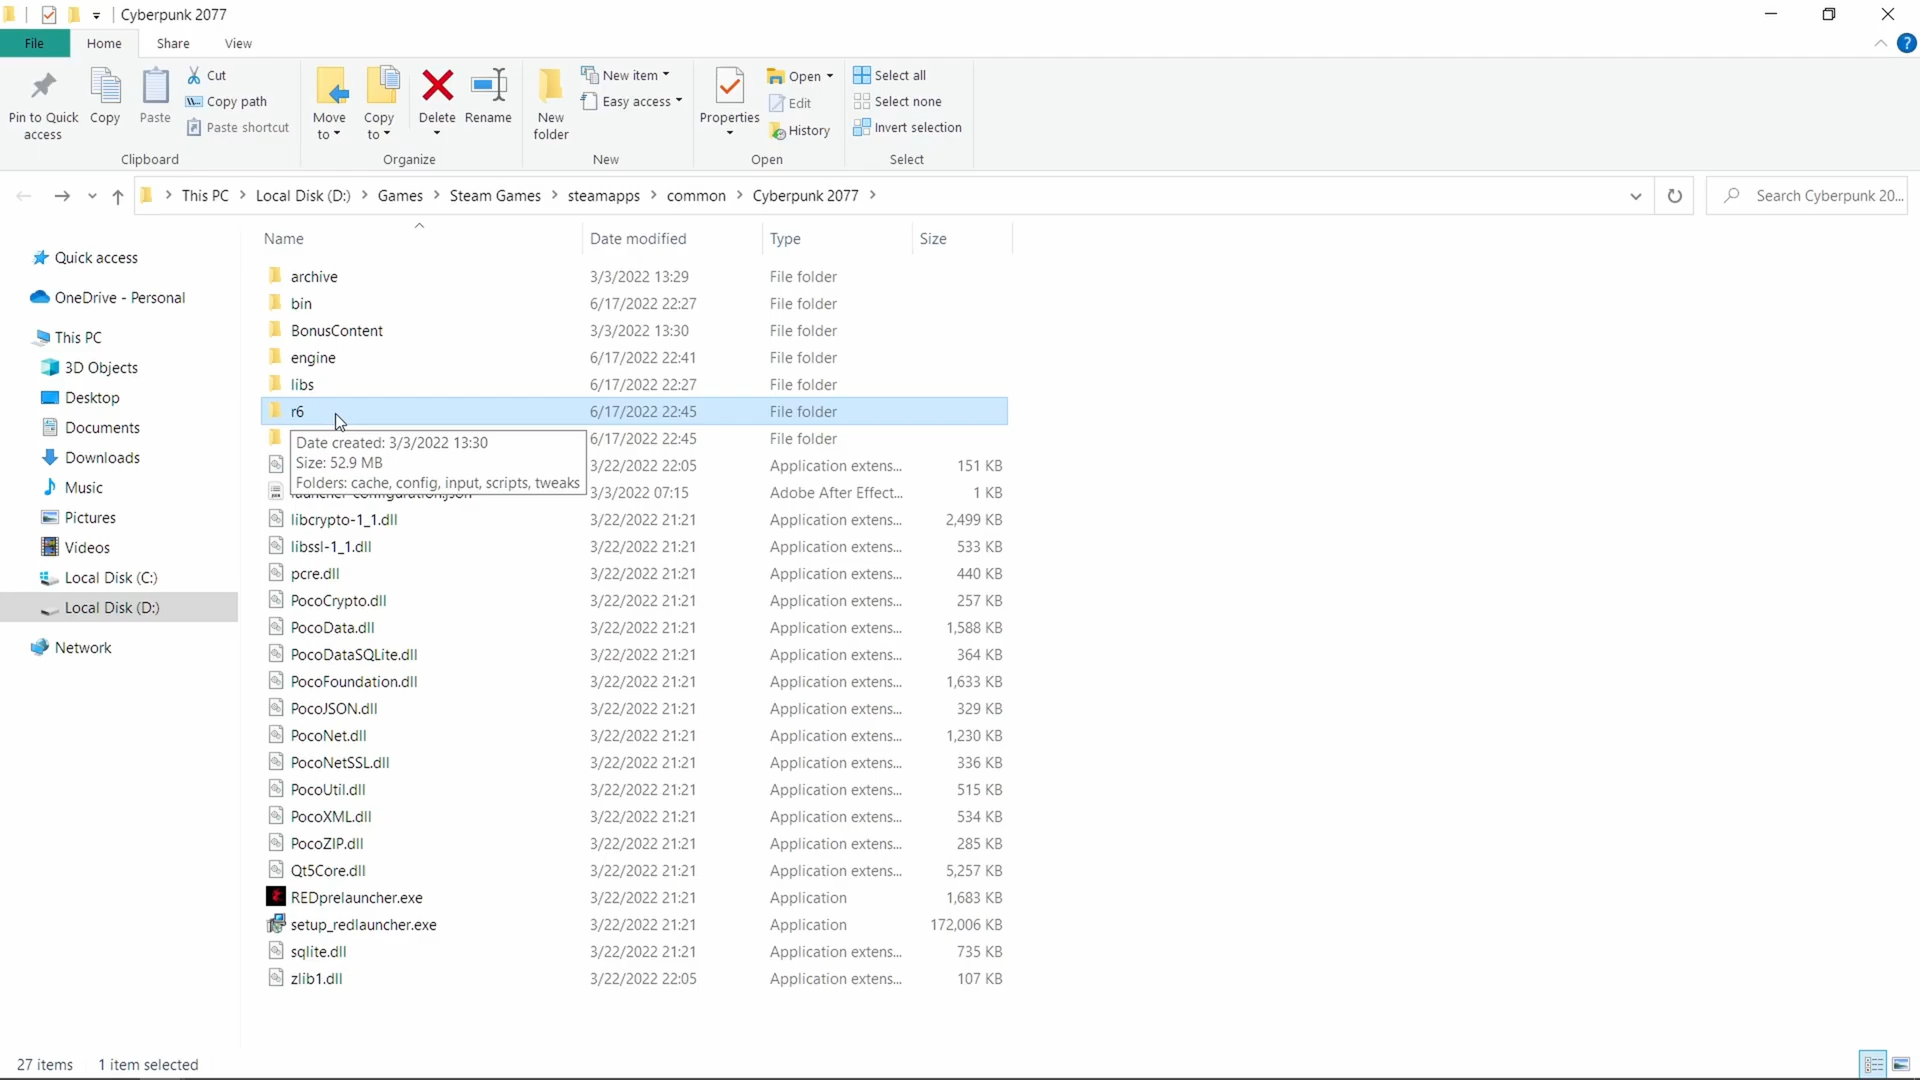 Cyberpunk 2077
File Home Share View
Pin to Quick access
Copy
Paste
Cut
Copy path
Paste shortcut
Clipboard
Move to
Copy to
Delete
Rename
Organize
New folder
New item
Easy access
New
Properties
Open
Edit
History
Open
Select all
Select none
Invert selection
Select
This PC > Local Disk (D:) > Games > Steam Games > steamapps > common > Cyberpunk 2077 >
Search Cyberpunk 20...
Quick access
OneDrive - Personal
This PC
3D Objects
Desktop
Documents
Downloads
Music
Pictures
Videos
Local Disk (C:)
Local Disk (D:)
Network
Name Date modified Type Size
archive 3/3/2022 13:29 File folder
bin 6/17/2022 22:27 File folder
BonusContent 3/3/2022 13:30 File folder
engine 6/17/2022 22:41 File folder
libs 6/17/2022 22:27 File folder
r6 6/17/2022 22:45 File folder
6/17/2022 22:45 File folder
Date created: 3/3/2022 13:30
Size: 52.9 MB
Folders: cache, config, input, scripts, tweaks
3/22/2022 22:05 Application extens... 151 KB
3/3/2022 07:15 Adobe After Effect... 1 KB
libcrypto-1_1.dll 3/22/2022 21:21 Application extens... 2,499 KB
libssl-1_1.dll 3/22/2022 21:21 Application extens... 533 KB
pcre.dll 3/22/2022 21:21 Application extens... 440 KB
PocoCrypto.dll 3/22/2022 21:21 Application extens... 257 KB
PocoData.dll 3/22/2022 21:21 Application extens... 1,588 KB
PocoDataSQLite.dll 3/22/2022 21:21 Application extens... 364 KB
PocoFoundation.dll 3/22/2022 21:21 Application extens... 1,633 KB
PocoJSON.dll 3/22/2022 21:21 Application extens... 329 KB
PocoNet.dll 3/22/2022 21:21 Application extens... 1,230 KB
PocoNetSSL.dll 3/22/2022 21:21 Application extens... 336 KB
PocoUtil.dll 3/22/2022 21:21 Application extens... 515 KB
PocoXML.dll 3/22/2022 21:21 Application extens... 534 KB
PocoZIP.dll 3/22/2022 21:21 Application extens... 285 KB
Qt5Core.dll 3/22/2022 21:21 Application extens... 5,257 KB
REDprelauncher.exe 3/22/2022 21:21 Application 1,683 KB
setup_redlauncher.exe 3/22/2022 21:21 Application 172,006 KB
sqlite.dll 3/22/2022 21:21 Application extens... 735 KB
zlib1.dll 3/22/2022 22:05 Application extens... 107 KB
27 items 1 item selected